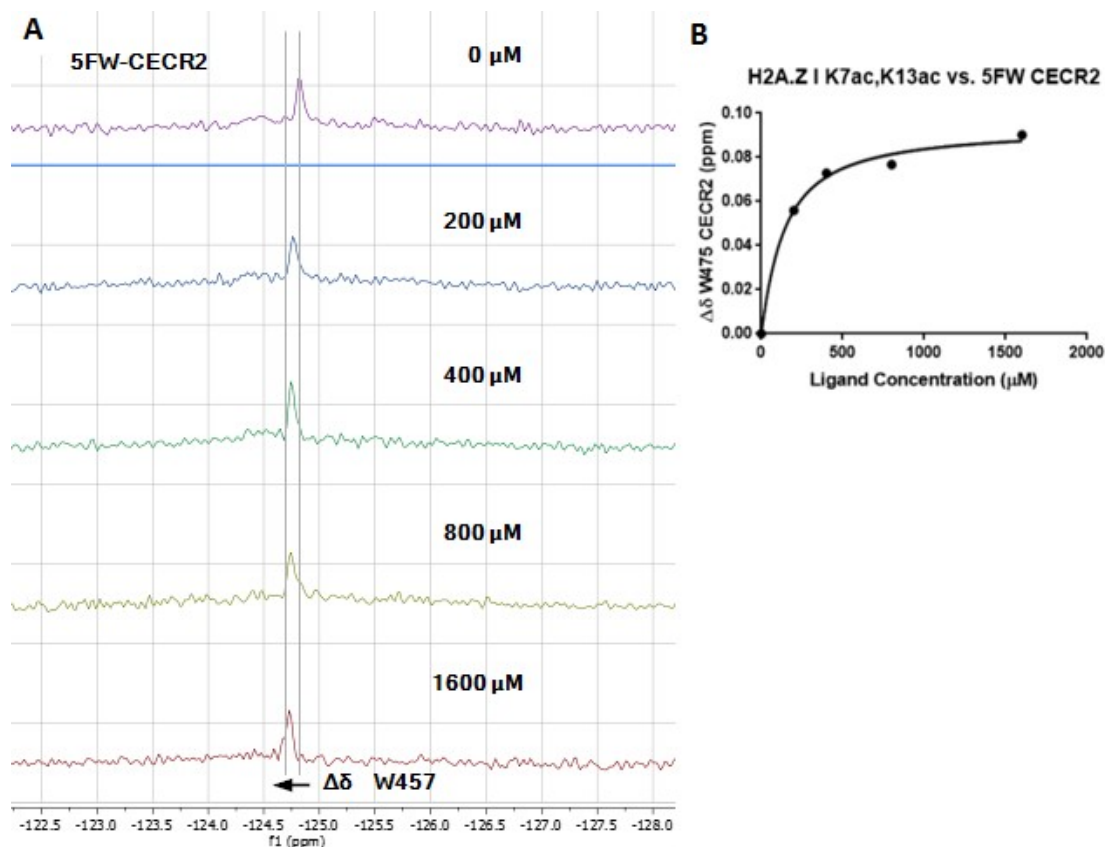 A
5FW-CECR2
0 µM
200 µM
400 µM
800 µM
1600 µM
Δδ W457
-122.5 -123.0 -123.5 -124.0 -124.5 -125.0 -125.5 -126.0 -126.5 -127.0 -127.5 -128.0
f1 (ppm)
B
H2A.Z I K7ac,K13ac vs. 5FW CECR2
Δδ W475 CECR2 (ppm)
0.10
0.08
0.06
0.04
0.02
0.00
0 500 1000 1500 2000
Ligand Concentration (µM)